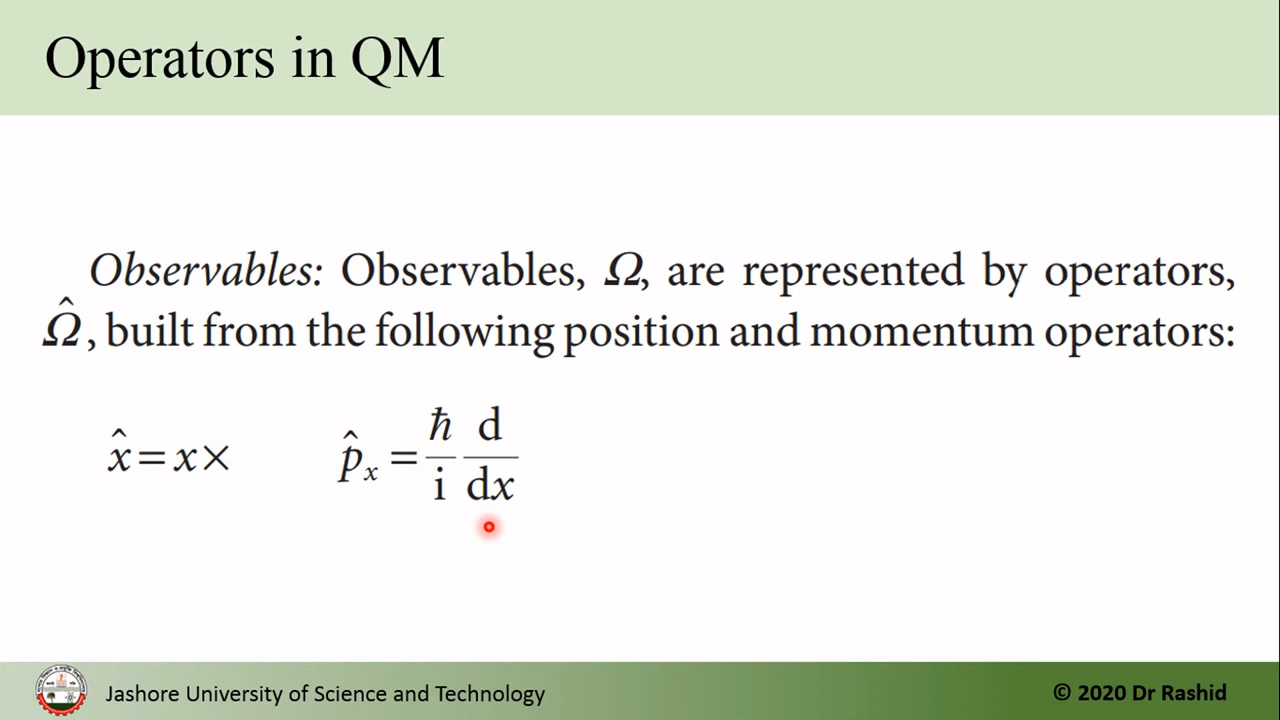 Operators in QM
Observables: Observables, Ω, are represented by operators,
Ω̂, built from the following position and momentum operators:
x̂ = x× p̂ₓ = ħ/i d/dx
Jashore University of Science and Technology
© 2020 Dr Rashid